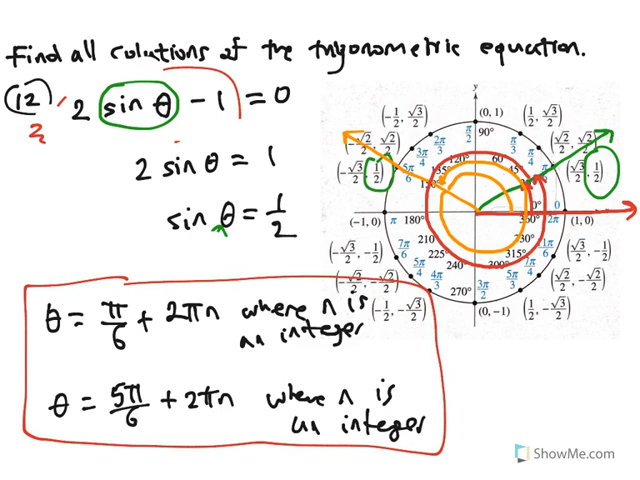 Find all solutions of the trigonometric equation.
(12) 2 sin θ - 1 = 0
2
2 sin θ = 1
sin θ = 1/2
θ = π/6 + 2πn where n is
an integer
θ = 5π/6 + 2πn where n is
an integer
y
(0, 1)
(-1/2, √3/2) (1/2, √3/2)
(-√2/2, √2/2) (√2/2, √2/2)
(-√3/2, 1/2) (√3/2, 1/2)
π/2 90°
2π/3 120° 60 π/3
3π/4 135° 45° π/4
5π/6 150°
(-1, 0) π 180° 0° 0
360° 2π (1, 0)
7π/6 210 330° 11π/6
5π/4 225 315°
4π/3 240 300° 5π/3
270° 3π/2
(-√3/2, -1/2) (√3/2, -1/2)
(-√2/2, -√2/2) (√2/2, -√2/2)
(-1/2, -√3/2) (1/2, -√3/2)
(0, -1)
ShowMe.com